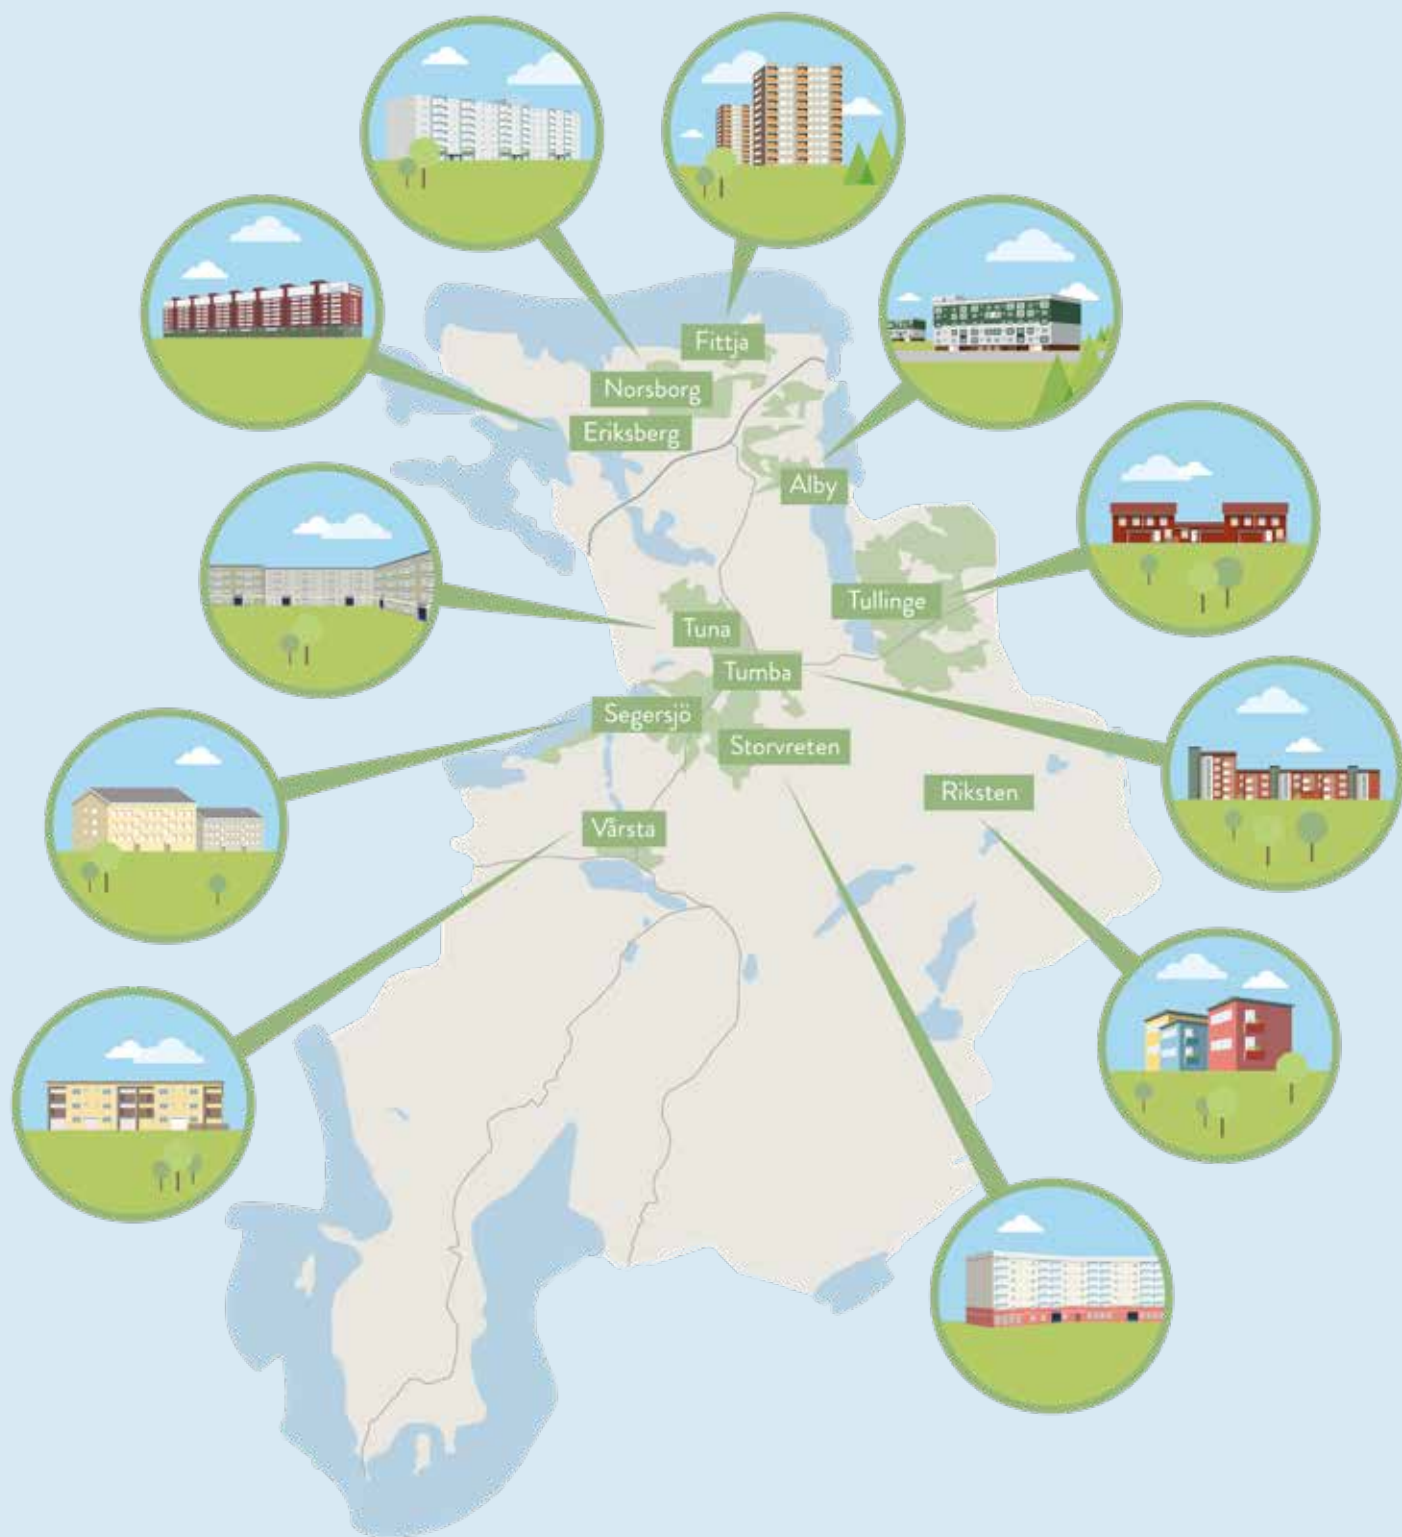 Fittja
Norsborg
Eriksberg
Alby
Tullinge
Tuna
Tumba
Segersjö
Storvreten
Riksten
Vårsta